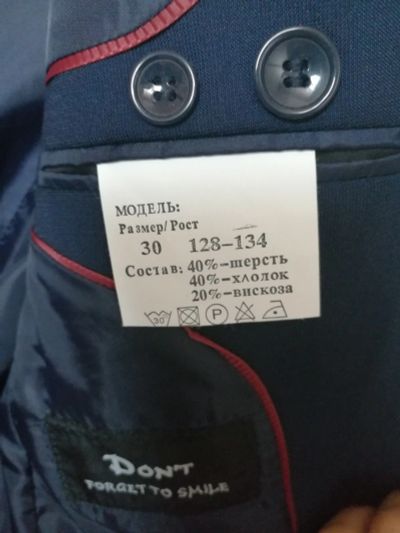 МОДЕЛЬ:
Размер/Рост
30 128-134
Состав: 40%-шерсть
40%-хлопок
20%-вискоза
30 P
DON'T
FORGET TO SMILE